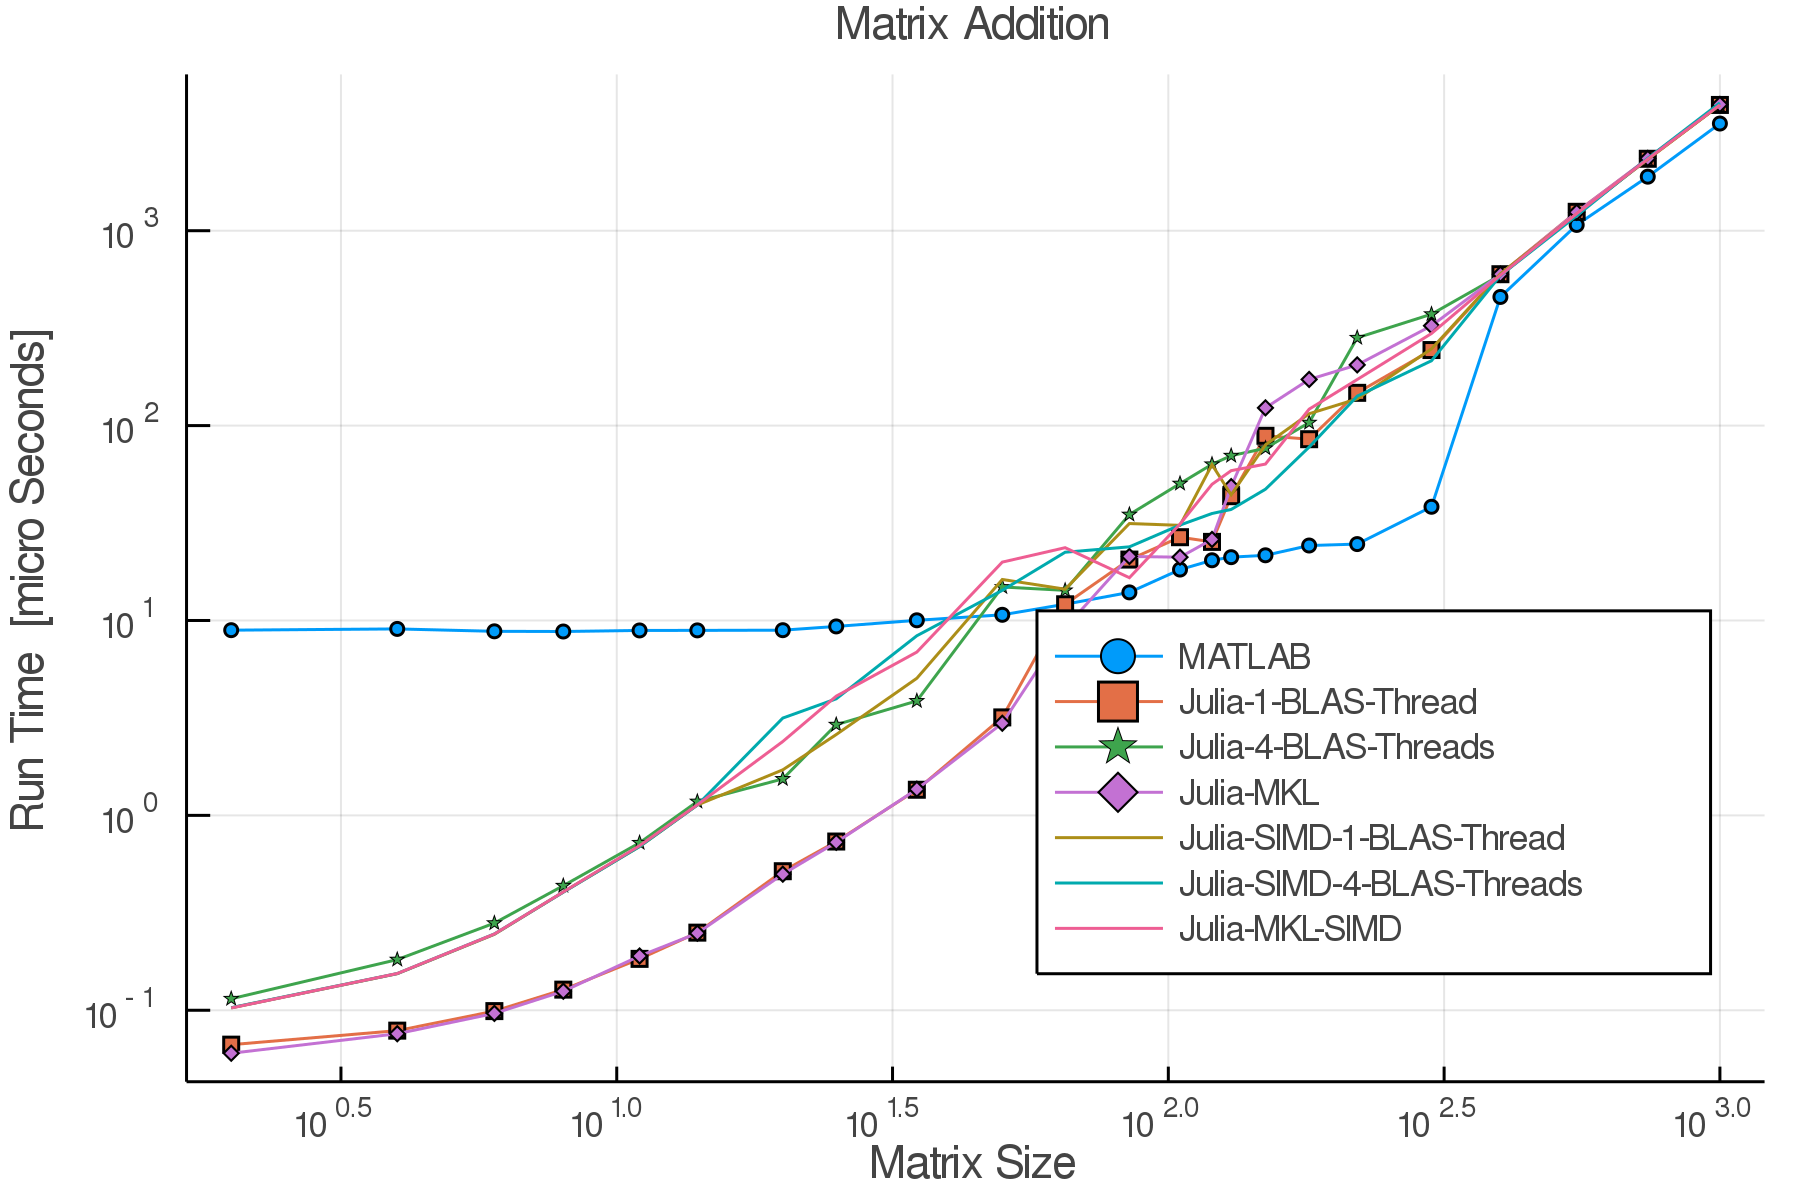 Matrix Addition
Run Time [micro Seconds]
10^3
10^2
10^1
10^0
10^-1
MATLAB
Julia-1-BLAS-Thread
Julia-4-BLAS-Threads
Julia-MKL
Julia-SIMD-1-BLAS-Thread
Julia-SIMD-4-BLAS-Threads
Julia-MKL-SIMD
10^0.5 10^1.0 10^1.5 10^2.0 10^2.5 10^3.0
Matrix Size